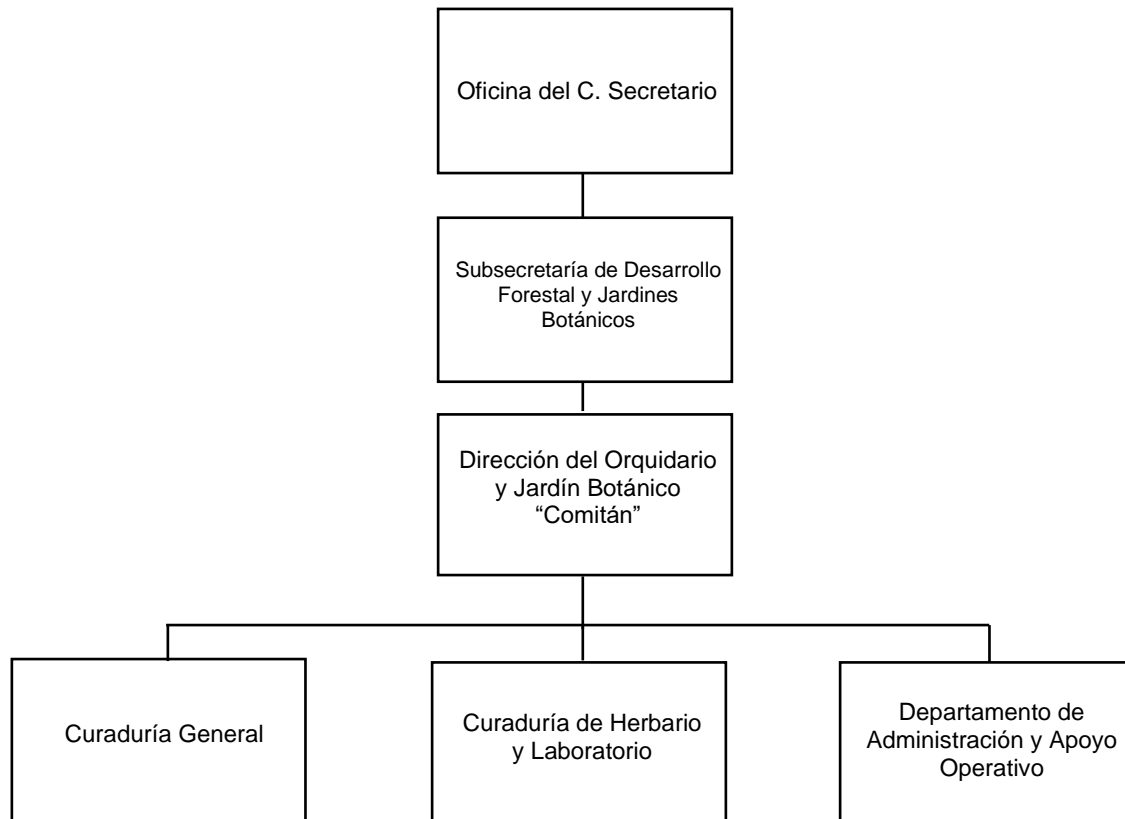 Oficina del C. Secretario
Subsecretaría de Desarrollo
Forestal y Jardines
Botánicos
Dirección del Orquidario
y Jardín Botánico
“Comitán”
Curaduría General
Curaduría de Herbario
y Laboratorio
Departamento de
Administración y Apoyo
Operativo